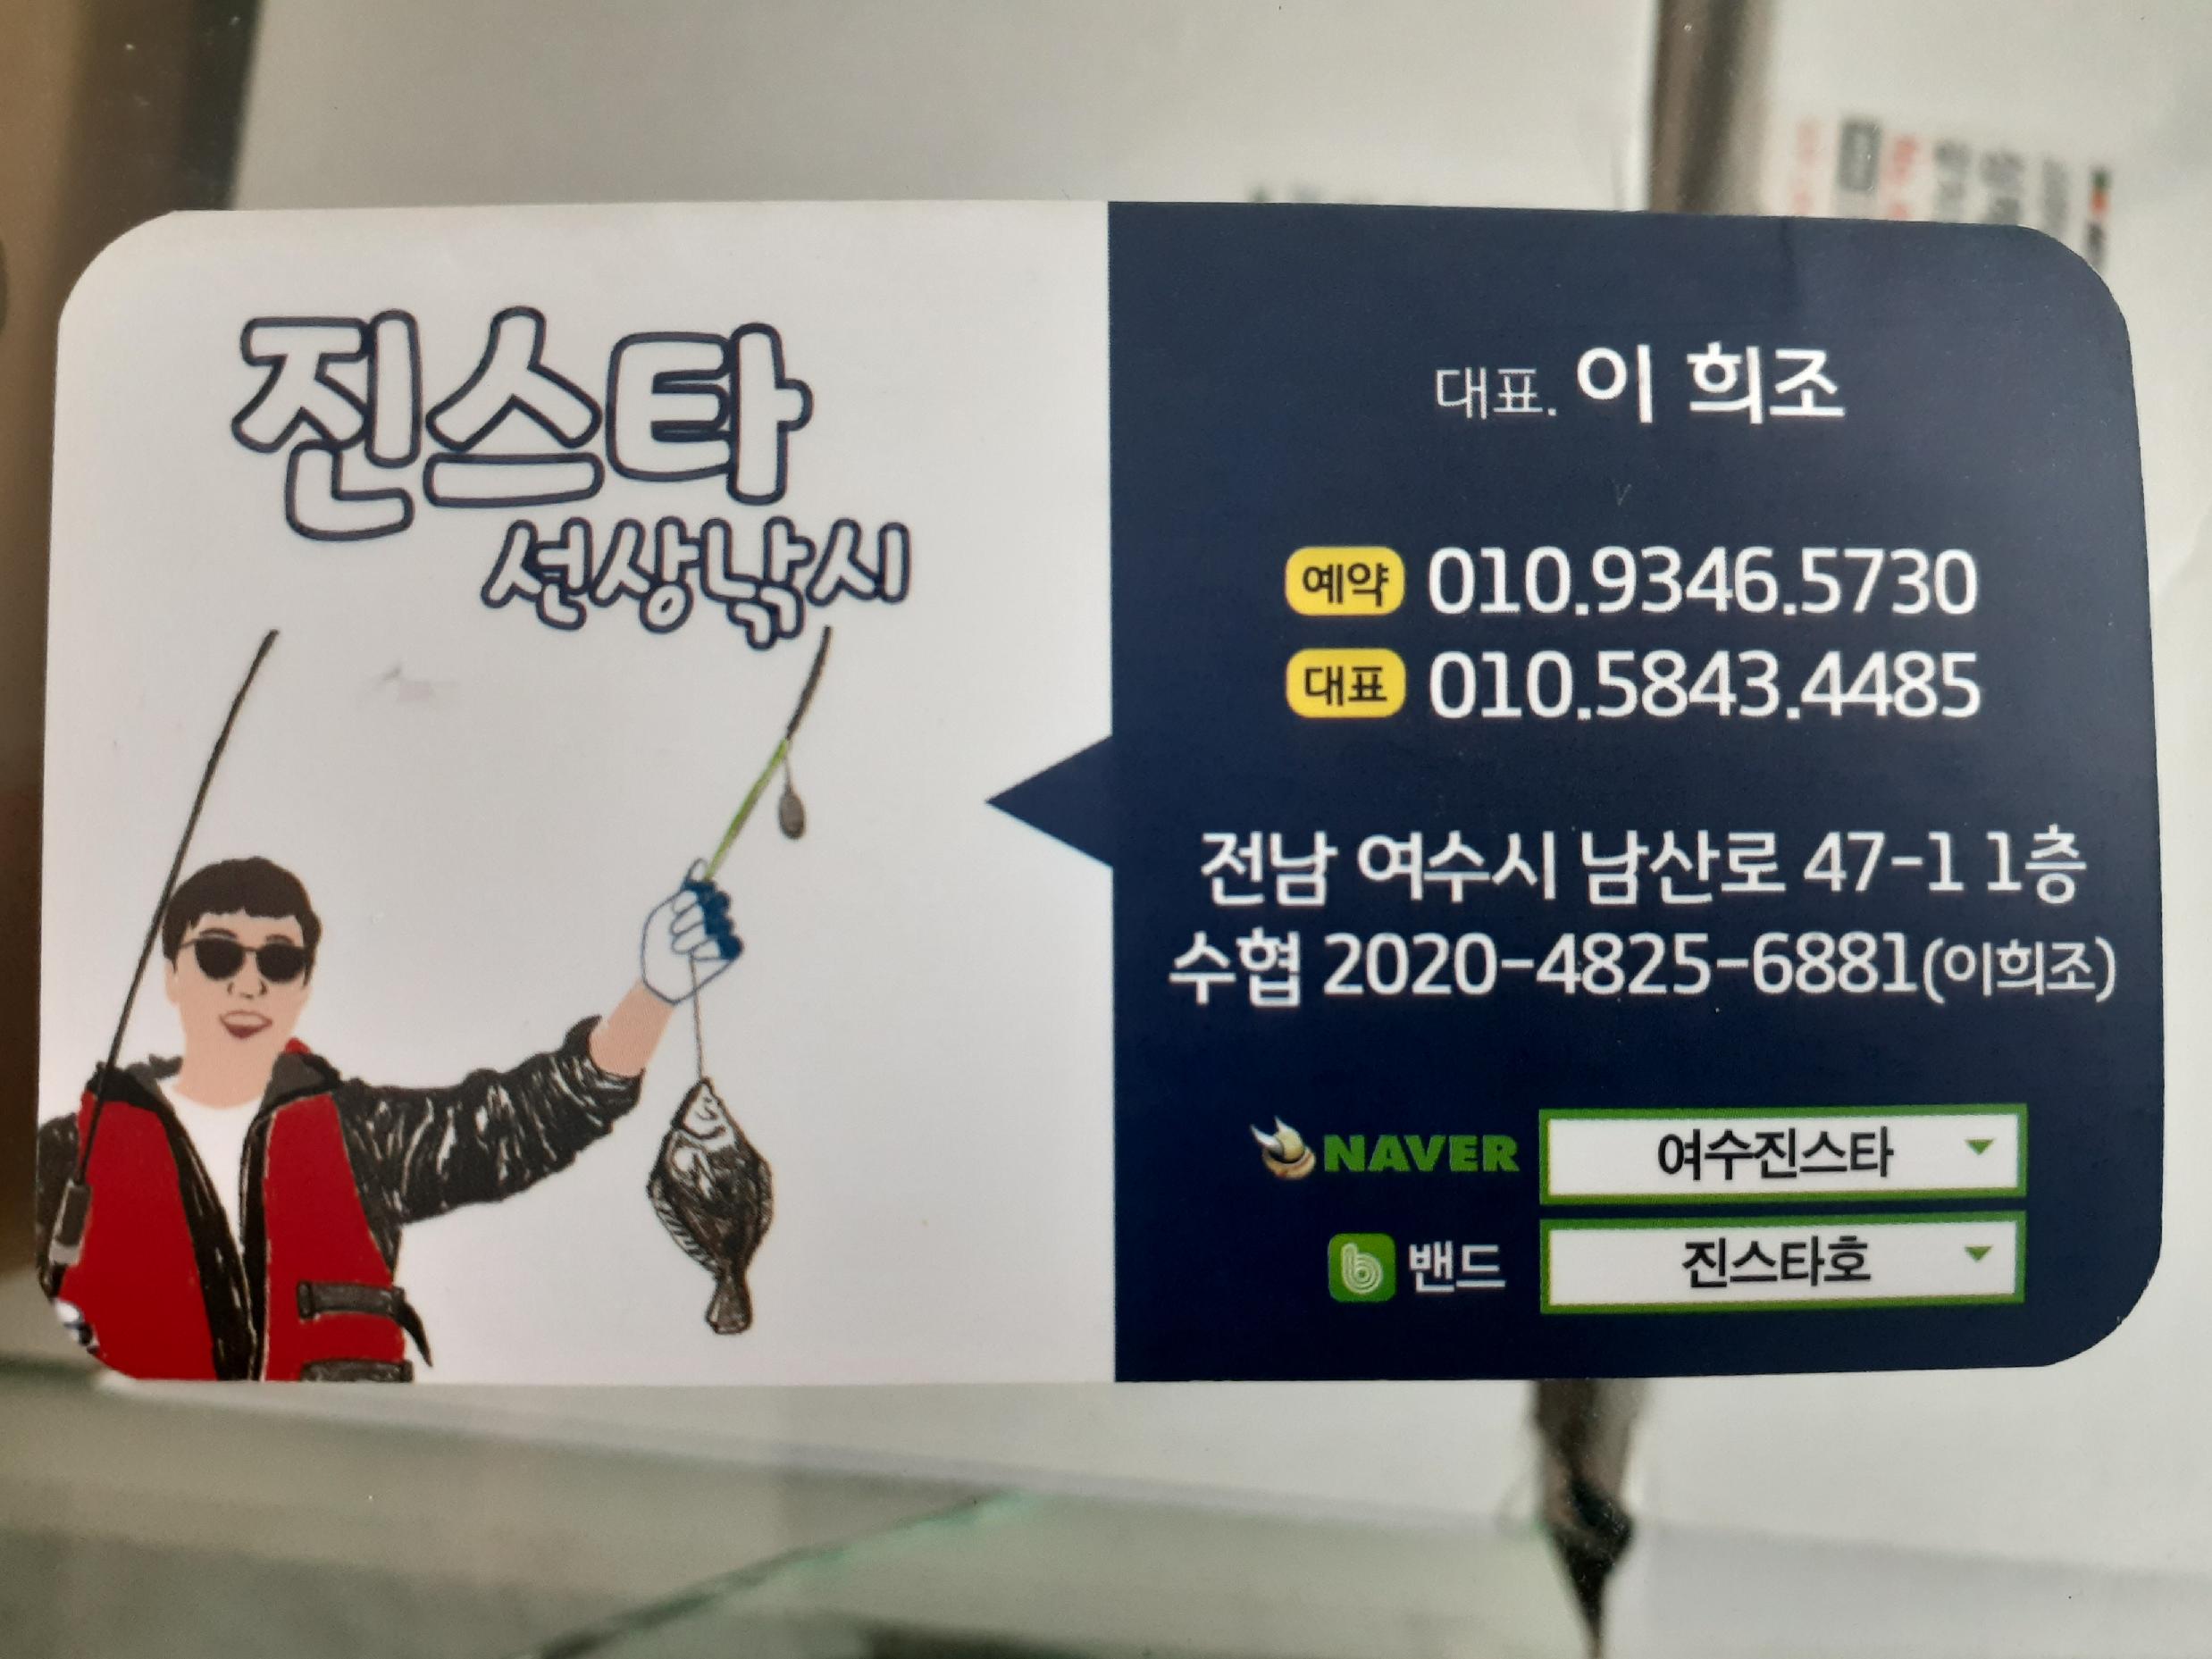 진스타
선상낚시
대표. 이 희조
예약 010.9346.5730
대표 010.5843.4485
전남 여수시 남산로 47-1 1층
수협 2020-4825-6881(이희조)
NAVER 여수진스타
밴드 진스타호